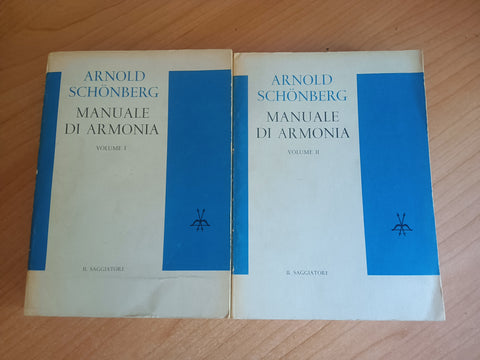 ARNOLD
SCHÖNBERG
MANUALE
DI ARMONIA
VOLUME I
IL SAGGIATORE
ARNOLD
SCHÖNBERG
MANUALE
DI ARMONIA
VOLUME II
IL SAGGIATORE